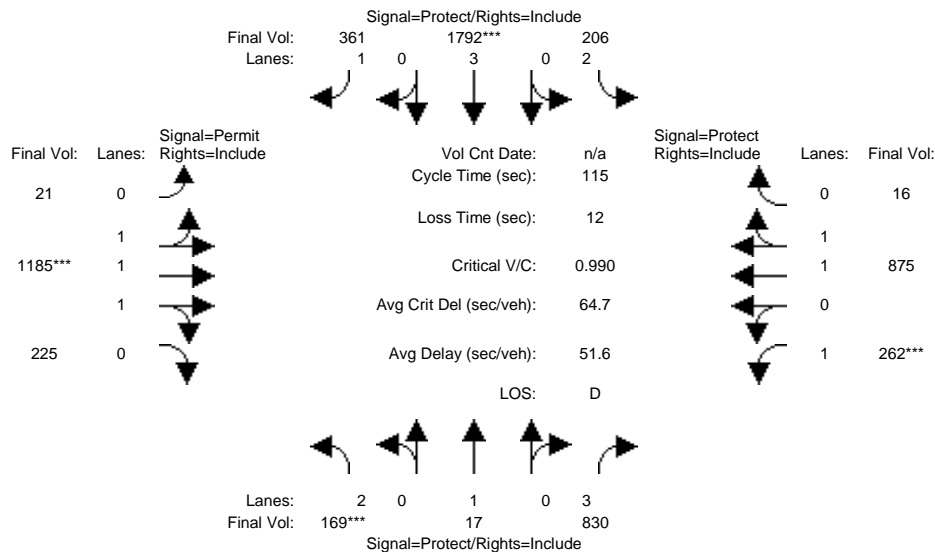 Signal=Protect/Rights=Include
Final Vol: 361 1792*** 206
Lanes: 1 0 3 0 2
Signal=Permit Signal=Protect
Final Vol: Lanes: Rights=Include Vol Cnt Date: n/a Rights=Include Lanes: Final Vol:
Cycle Time (sec): 115
21 0 0 16
Loss Time (sec): 12
1 1
1185*** 1 Critical V/C: 0.990 1 875
1 Avg Crit Del (sec/veh): 64.7 0
225 0 Avg Delay (sec/veh): 51.6 1 262***
LOS: D
Lanes: 2 0 1 0 3
Final Vol: 169*** 17 830
Signal=Protect/Rights=Include